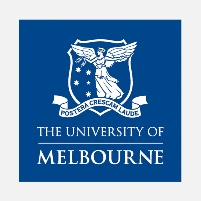 POSTERA CRESCAM LAUDE
THE UNIVERSITY OF
MELBOURNE